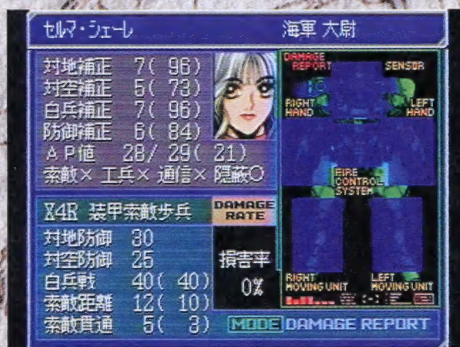 セルマ・シェーレ 海軍 大尉
対地補正 7( 96)
対空補正 5( 73)
白兵補正 7( 96)
防御補正 6( 84)
AP値 28/ 29( 21)
索敵× 工兵× 通信× 隠蔽○
X4R 装甲索敵歩兵
対地防御 30
対空防御 25
白兵戦 40( 40)
索敵距離 12( 10)
索敵貫通 5( 3)
DAMAGE RATE
損害率
0%
DAMAGE REPORT
SENSOR
RIGHT HAND
LEFT HAND
FIRE CONTROL SYSTEM
RIGHT MOVING UNIT
LEFT MOVING UNIT
MODE DAMAGE REPORT